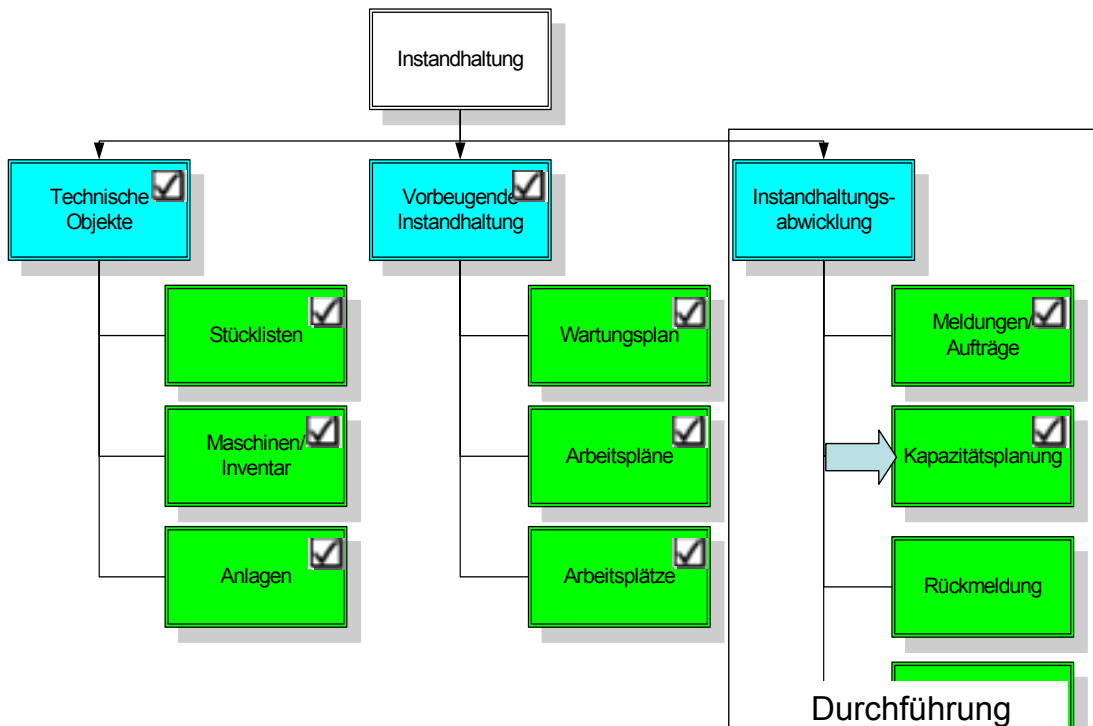 Instandhaltung
Technische
Objekte
Vorbeugende
Instandhaltung
Instandhaltungs-
abwicklung
Stücklisten
Wartungsplan
Meldungen/
Aufträge
Maschinen/
Inventar
Arbeitspläne
Kapazitätsplanung
Anlagen
Arbeitsplätze
Rückmeldung
Durchführung